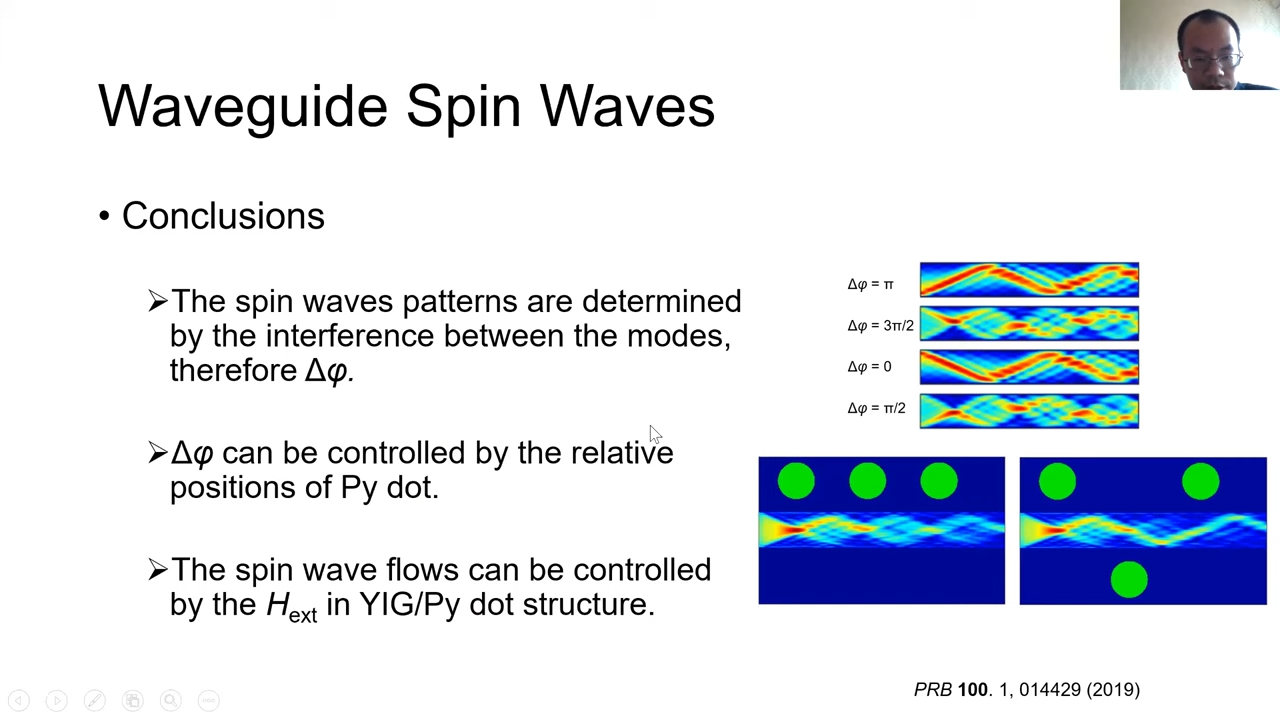 Waveguide Spin Waves
• Conclusions
➢The spin waves patterns are determined
by the interference between the modes,
therefore Δφ.
➢Δφ can be controlled by the relative
positions of Py dot.
➢The spin wave flows can be controlled
by the Hext in YIG/Py dot structure.
Δφ = π
Δφ = 3π/2
Δφ = 0
Δφ = π/2
PRB 100. 1, 014429 (2019)